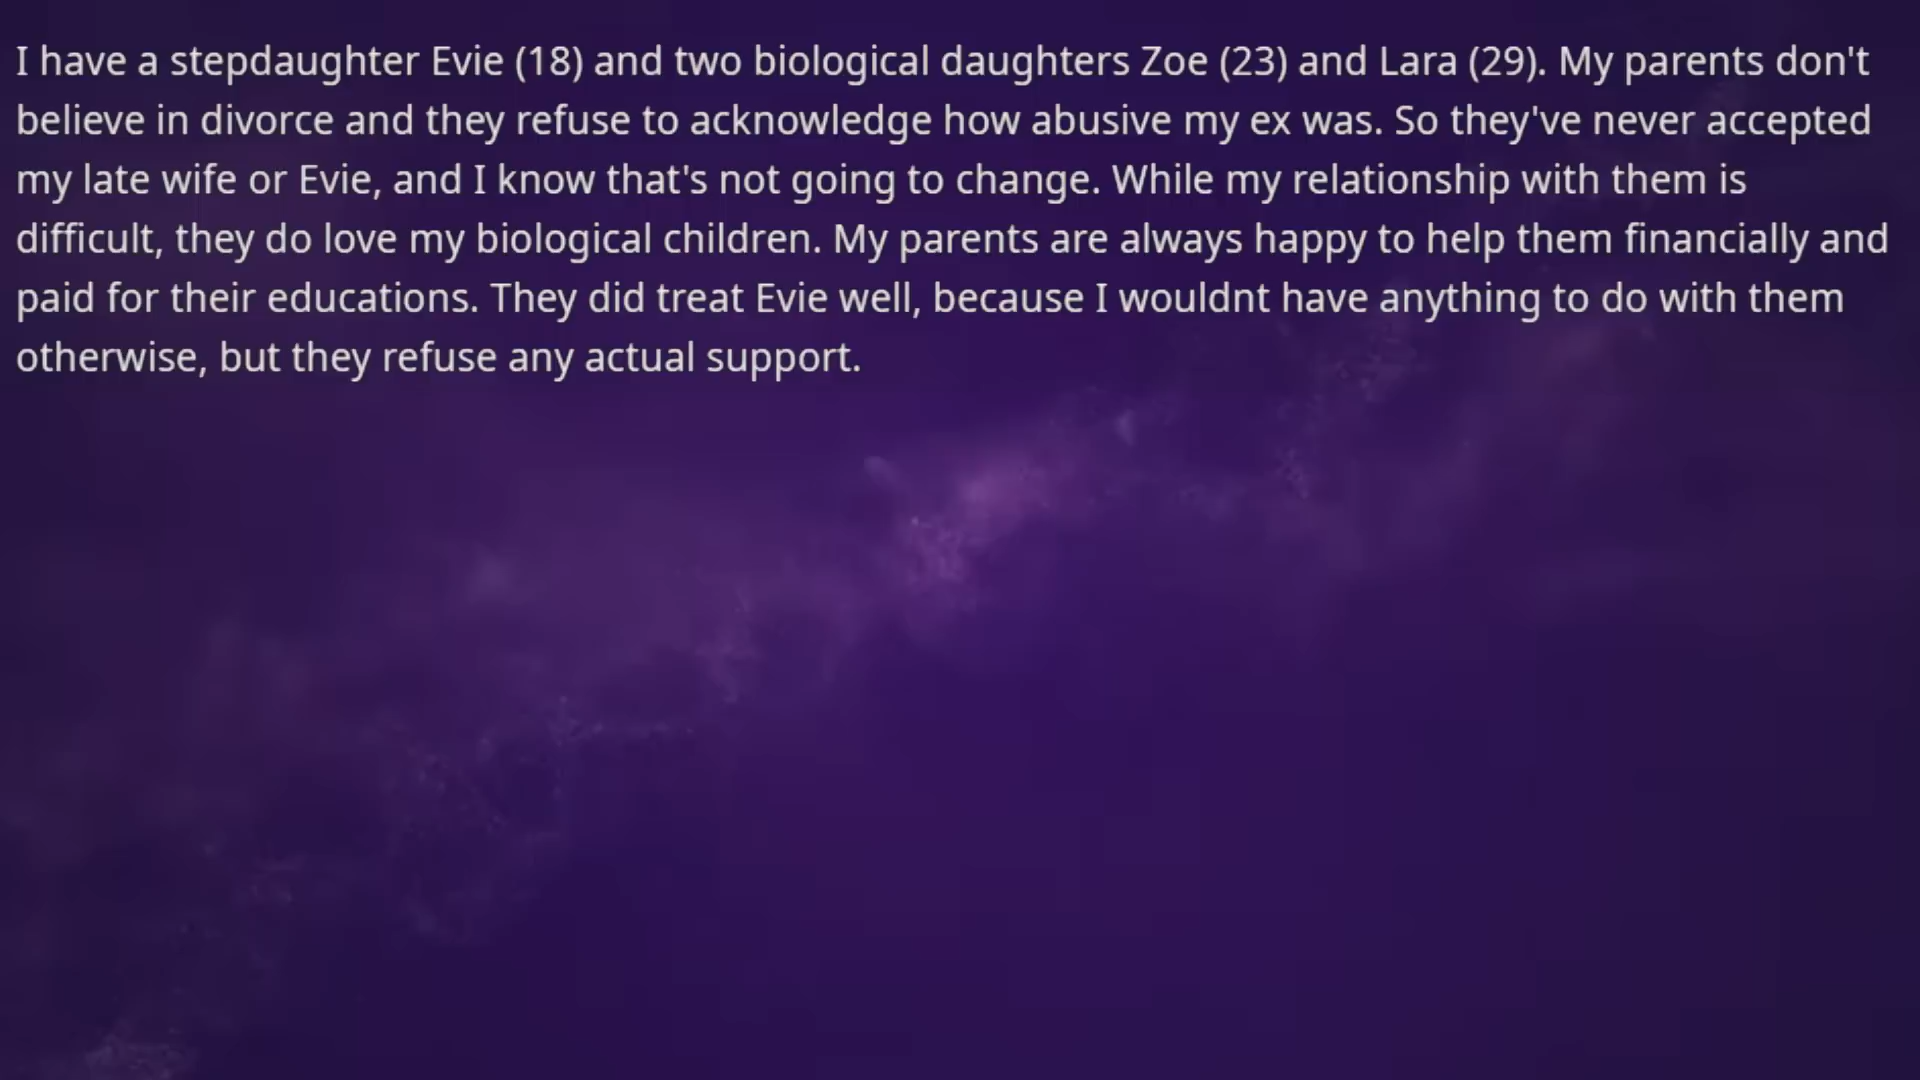 I have a stepdaughter Evie (18) and two biological daughters Zoe (23) and Lara (29). My parents don't
believe in divorce and they refuse to acknowledge how abusive my ex was. So they've never accepted
my late wife or Evie, and I know that's not going to change. While my relationship with them is
difficult, they do love my biological children. My parents are always happy to help them financially and
paid for their educations. They did treat Evie well, because I wouldnt have anything to do with them
otherwise, but they refuse any actual support.